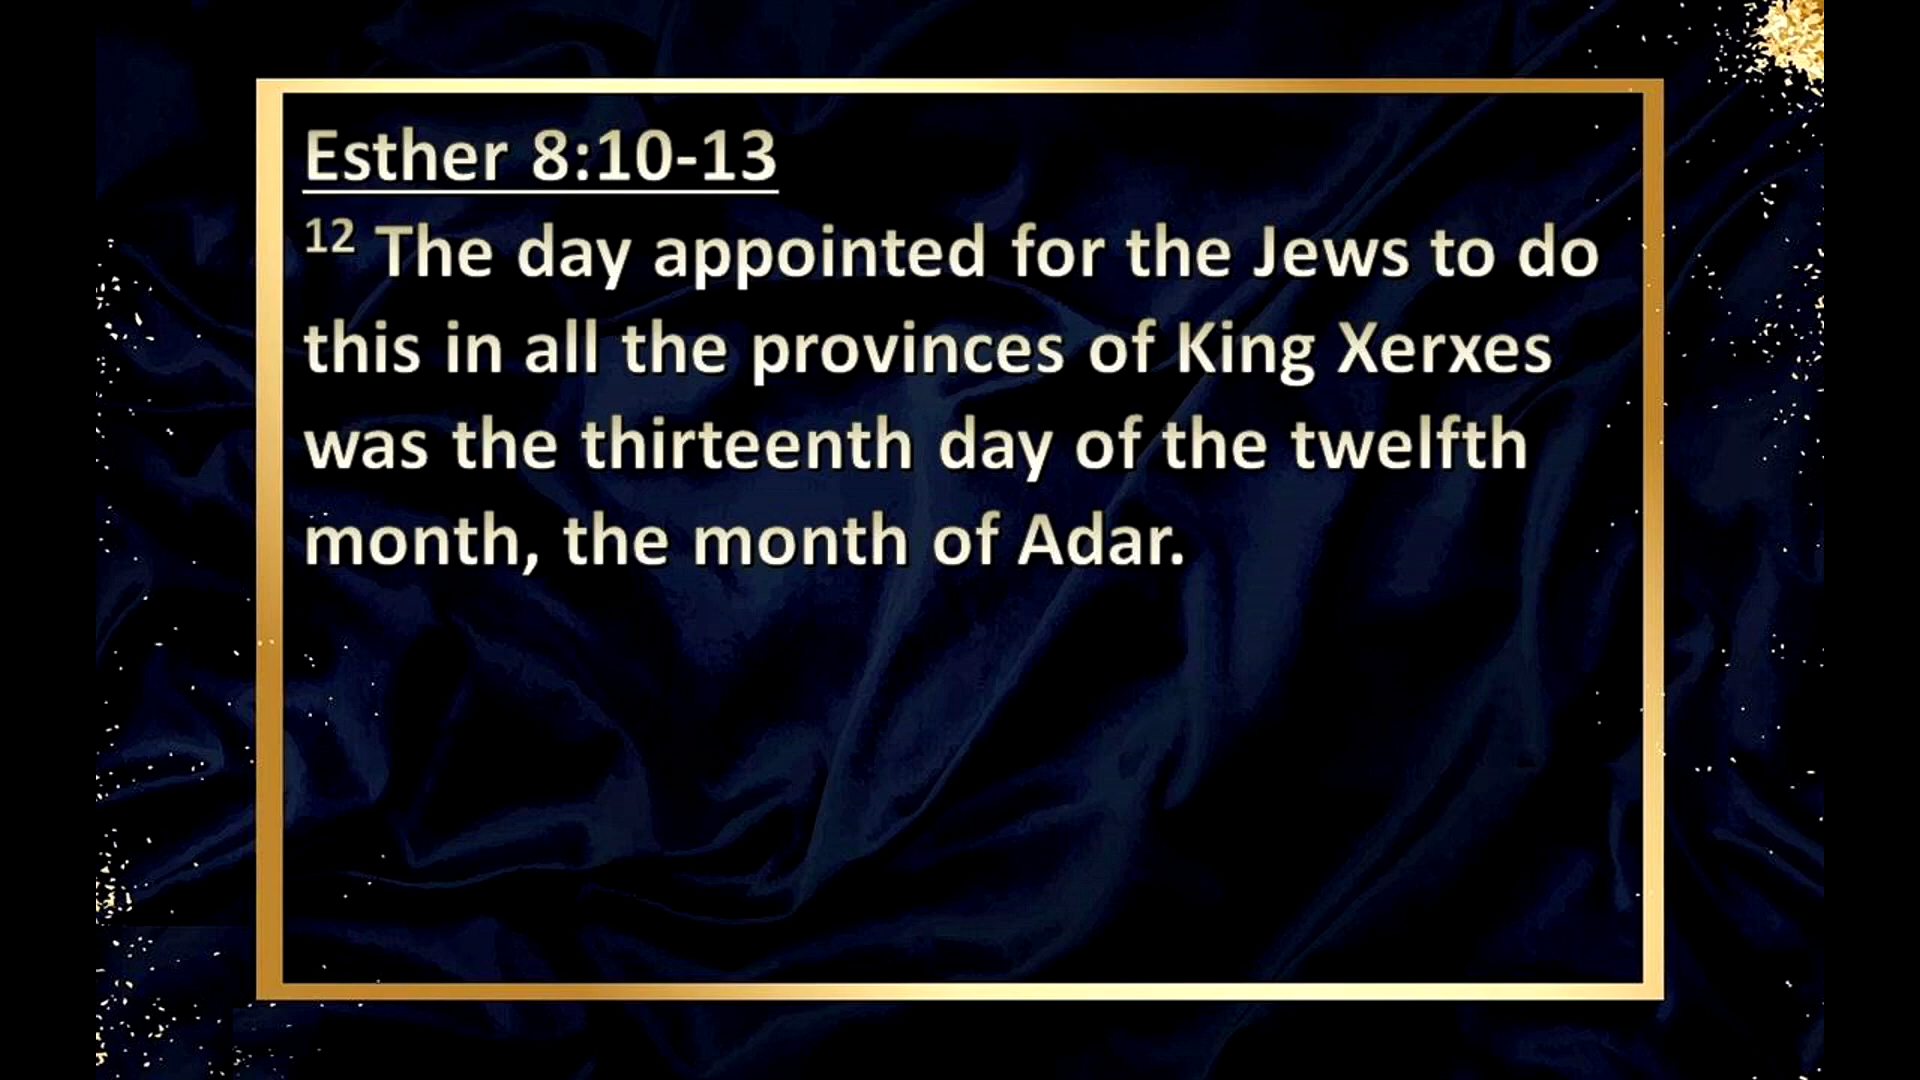 Esther 8:10-13
12 The day appointed for the Jews to do
this in all the provinces of King Xerxes
was the thirteenth day of the twelfth
month, the month of Adar.